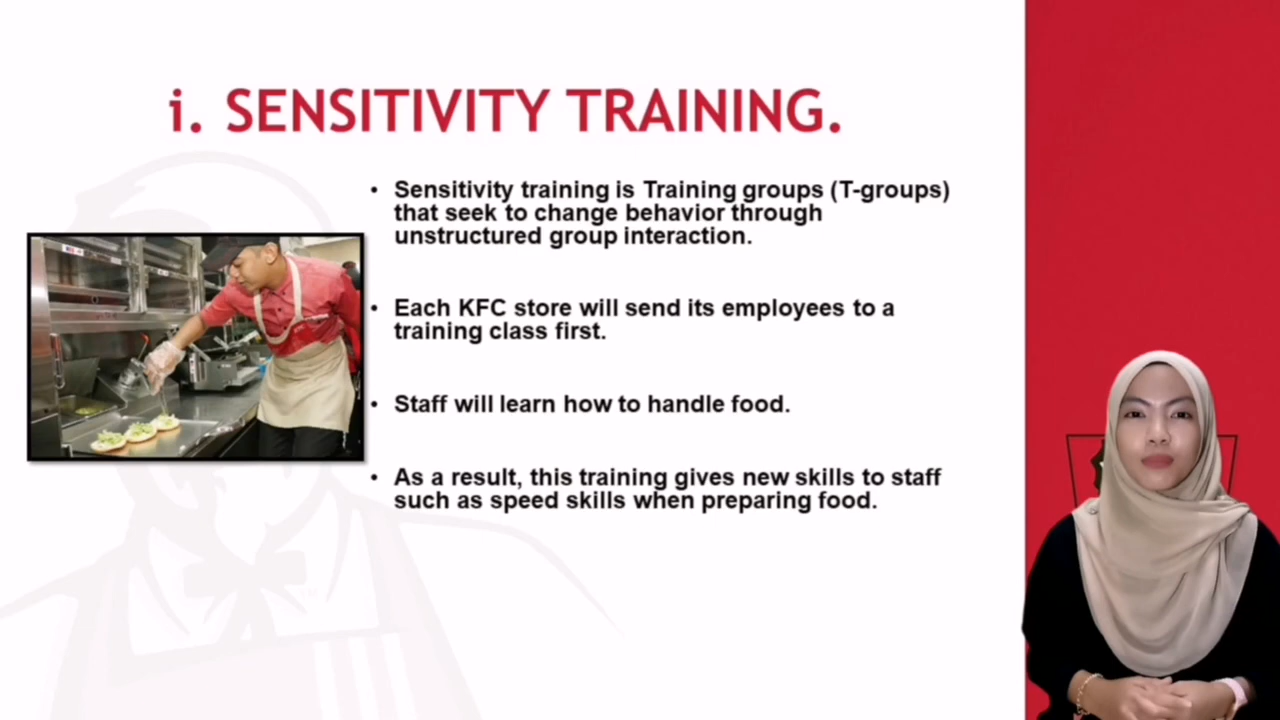 i. SENSITIVITY TRAINING.
• Sensitivity training is Training groups (T-groups)
that seek to change behavior through
unstructured group interaction.
• Each KFC store will send its employees to a
training class first.
• Staff will learn how to handle food.
• As a result, this training gives new skills to staff
such as speed skills when preparing food.